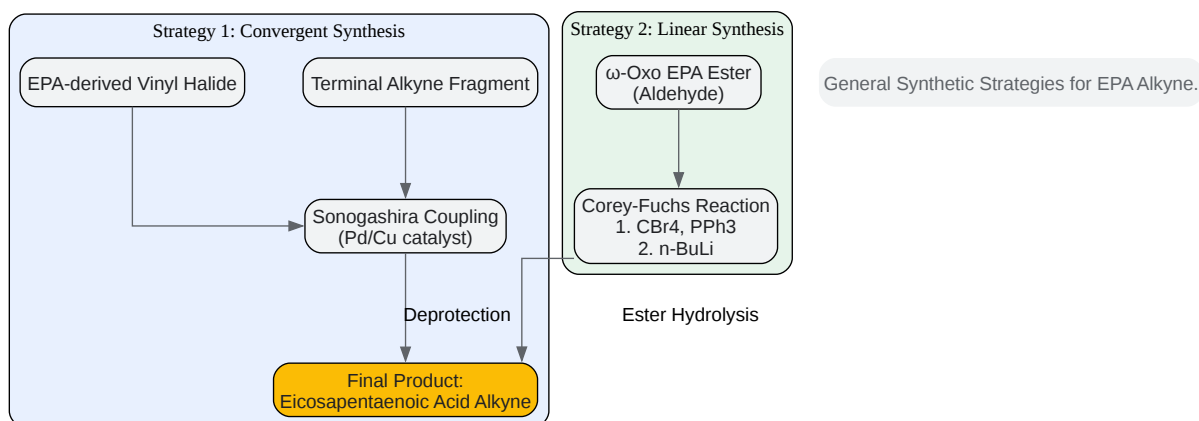 Strategy 1: Convergent Synthesis
EPA-derived Vinyl Halide
Terminal Alkyne Fragment
Sonogashira Coupling
(Pd/Cu catalyst)
Deprotection
Final Product:
Eicosapentaenoic Acid Alkyne
Strategy 2: Linear Synthesis
ω-Oxo EPA Ester
(Aldehyde)
Corey-Fuchs Reaction
1. CBr4, PPh3
2. n-BuLi
Ester Hydrolysis
General Synthetic Strategies for EPA Alkyne.